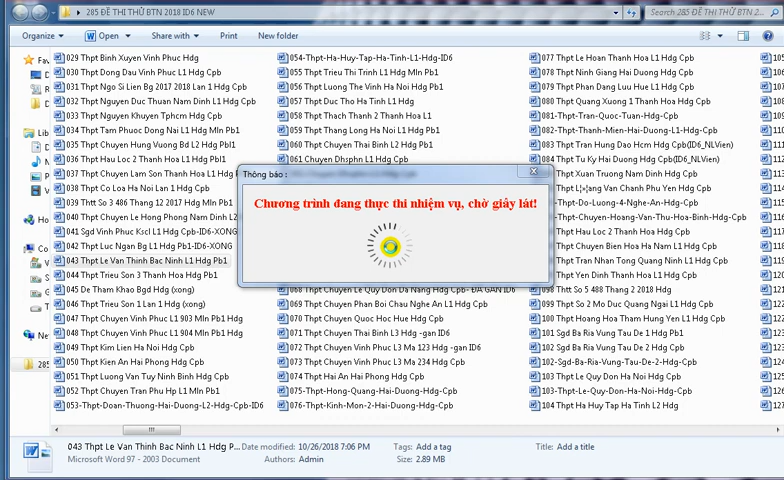 285 ĐỀ THI THỬ BTN 2018 ID6 NEW
Search 285 ĐỀ THI THỬ BTN 2...
Organize
Open
Share with
Print
New folder
Fav
D
R
D
Lib
D
M
P
V
Ho
Co
Ne
285
029 Thpt Binh Xuyen Vinh Phuc Hdg
030 Thpt Dong Dau Vinh Phuc L1 Hdg Cpb
031 Thpt Ngo Si Lien Bg 2017 2018 Lan 1 Hdg Cpb
032 Thpt Nguyen Duc Thuan Nam Dinh L1 Hdg Cpb
033 Thpt Nguyen Khuyen Tphcm Hdg Cpb
034 Thpt Tam Phuoc Dong Nai L1 Hdg Mln Pb1
035 Thpt Chuyen Hung Vuong Bd L2 Hdg Pbl1
036 Thpt Hau Loc 2 Thanh Hoa L1 Hdg Pbl1
037 Thpt Chuyen Lam Son Thanh Hoa L1 Hdg Cpb
038 Thpt Co Loa Ha Noi Lan 1 Hdg Cpb
039 Thtt So 3 486 Thang 12 2017 Hdg Mln Pb1
040 Thpt Chuyen Le Hong Phong Nam Dinh L
041 Sgd Vinh Phuc Kscl L1 Hdg Cpb-ID6-XONG
042 Thpt Luc Ngan Bg L1 Hdg Pb1-ID6-XONG
043 Thpt Le Van Thinh Bac Ninh L1 Hdg Pb1
044 Thpt Trieu Son 3 Thanh Hoa Hdg Pb1
045 De Tham Khao Bgd Hdg (xong)
046 Thpt Trieu Son 1 Lan 1 Hdg (xong)
047 Thpt Chuyen Vinh Phuc L1 903 Mln Pb1
048 Thpt Chuyen Vinh Phuc L1 904 Mln Pb1
049 Thpt Kim Lien Ha Noi Hdg Cpb
050 Thpt Kien An Hai Phong Hdg Cpb
051 Thpt Luong Van Tuy Ninh Binh Hdg Cpb
052 Thpt Chuyen Tran Phu Hp L1 Mln Pb1
053-Thpt-Doan-Thuong-Hai-Duong-L2-Hdg-Cpb-ID6
054-Thpt-Ha-Huy-Tap-Ha-Tinh-L1-Hdg-ID6
055 Thpt Trieu Thi Trinh L1 Hdg Mln Pb1
056 Thpt Luong The Vinh Ha Noi Hdg Pb1
057 Thpt Duc Tho Ha Tinh L1 Hdg
058 Thpt Thach Thanh 2 Thanh Hoa L1
059 Thpt Thang Long Ha Noi L1 Hdg Pb1
060 Thpt Chuyen Thai Binh L2 Hdg Pb1
061 Chuyen Dhsphn L1 Hdg Cpb
068 Thpt Chuyen Le Quy Don Da Nang Hdg Cpb- ĐÃ GÁN ID6
069 Thpt Chuyen Phan Boi Chau Nghe An L1 Hdg Cpb
070 Thpt Chuyen Quoc Hoc Hue Hdg Cpb
071 Thpt Chuyen Thai Binh L3 Hdg -gan ID6
072 Thpt Chuyen Vinh Phuc L3 Ma 123 Hdg -gan ID6
073 Thpt Chuyen Vinh Phuc L3 Ma 234 Hdg Cpb
074 Thpt Hai An Hai Phong Hdg Cpb
075-Thpt-Hong-Quang-Hai-Duong-Hdg-Cpb
076-Thpt-Kinh-Mon-2-Hai-Duong-Hdg-Cpb
077 Thpt Le Hoan Thanh Hoa L1 Hdg Cpb
078 Thpt Ninh Giang Hai Duong Hdg Cpb
079 Thpt Phan Dang Luu Hue L1 Hdg Cpb
080 Thpt Quang Xuong 1 Thanh Hoa Hdg Cpb
081-Thpt-Tran-Quoc-Tuan-Hdg-Cpb
082-Thpt-Thanh-Mien-Hai-Duong-L1-Hdg-Cpb
083 Thpt Tran Hung Dao Hcm Hdg Cpb(ID6_NLVien)
084 Thpt Tu Ky Hai Duong Hdg Cpb(ID6_NLVien)
Thpt Xuan Truong Nam Dinh Hdg Cpb
Van Chanh Phu Yen Hdg Cpb
-Do-Luong-4-Nghe-An-Hdg-Cpb
-Chuyen-Hoang-Van-Thu-Hoa-Binh-Hdg-Cpb
Thpt Hau Loc 2 Thanh Hoa Hdg Cpb
Thpt Chuyen Bien Hoa Ha Nam L1 Hdg Cpb
Thpt Tran Nhan Tong Quang Ninh L1 Hdg Cpb
Thpt Yen Dinh Thanh Hoa L1 Hdg Cpb
098 Thtt So 5 488 Thang 2 2018 Hdg
099 Thpt So 2 Mo Duc Quang Ngai L1 Hdg Cpb
100 Thpt Hoang Hoa Tham Hung Yen L1 Hdg Cpb
101 Sgd Ba Ria Vung Tau De 1 Hdg Pb1
102-Sgd-Ba-Ria-Vung-Tau-De-2-Hdg-Cpb
103 Thpt Le Quy Don Ha Noi Hdg Cpb
103-Thpt-Le-Quy-Don-Ha-Noi-Hdg-Cpb
104 Thpt Ha Huy Tap Ha Tinh L2 Hdg
Thông báo :
Chương trình đang thực thi nhiệm vụ, chờ giây lát!
043 Thpt Le Van Thinh Bac Ninh L1 Hdg P...
Date modified: 10/26/2018 7:06 PM
Tags: Add a tag
Title: Add a title
Microsoft Word 97 - 2003 Document
Authors: Admin
Size: 2.89 MB